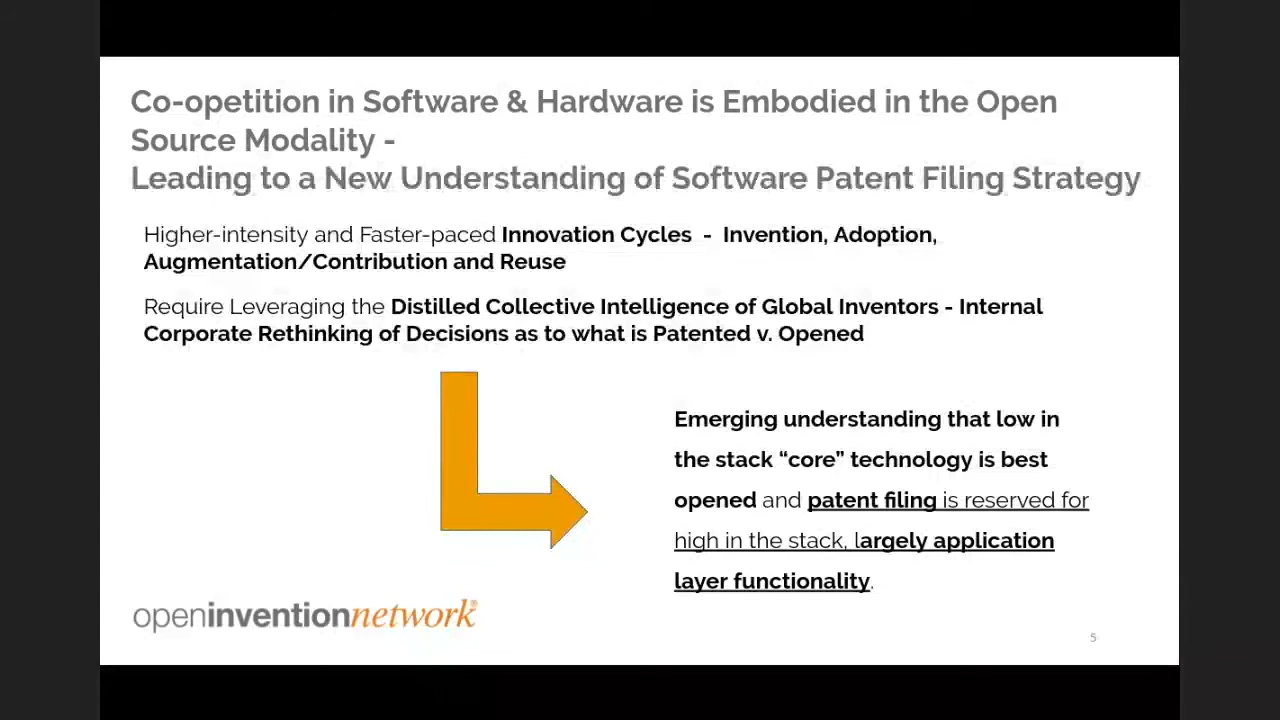 Co-opetition in Software & Hardware is Embodied in the Open
Source Modality -
Leading to a New Understanding of Software Patent Filing Strategy
Higher-intensity and Faster-paced Innovation Cycles - Invention, Adoption,
Augmentation/Contribution and Reuse
Require Leveraging the Distilled Collective Intelligence of Global Inventors - Internal
Corporate Rethinking of Decisions as to what is Patented v. Opened
Emerging understanding that low in
the stack “core” technology is best
opened and patent filing is reserved for
high in the stack, largely application
layer functionality.
openinventionnetwork®
5